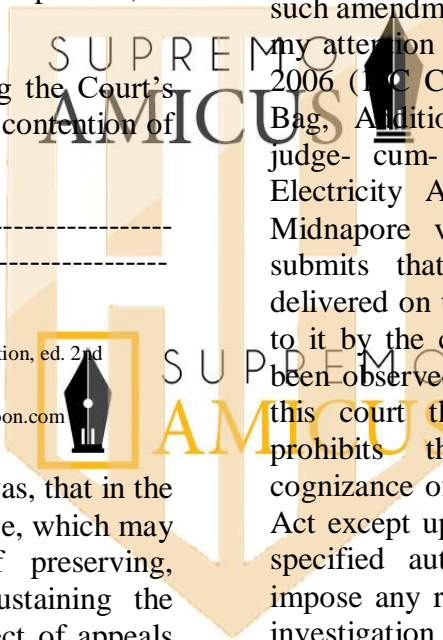 SUPREMO
AMICUS
g the Court's
contention of
------------------------
------------------------
tion, ed. 2nd
oon.com
as, that in the
e, which may
f preserving,
ustaining the
ect of appeals
such amendm
my attention
2006 (
Bag, Additio
judge- cum-
Electricity A
Midnapore v
submits that
delivered on t
to it by the c
been observe
this court th
prohibits th
cognizance o
Act except up
specified aut
impose any r
investigation
SUPREMO
AMICUS